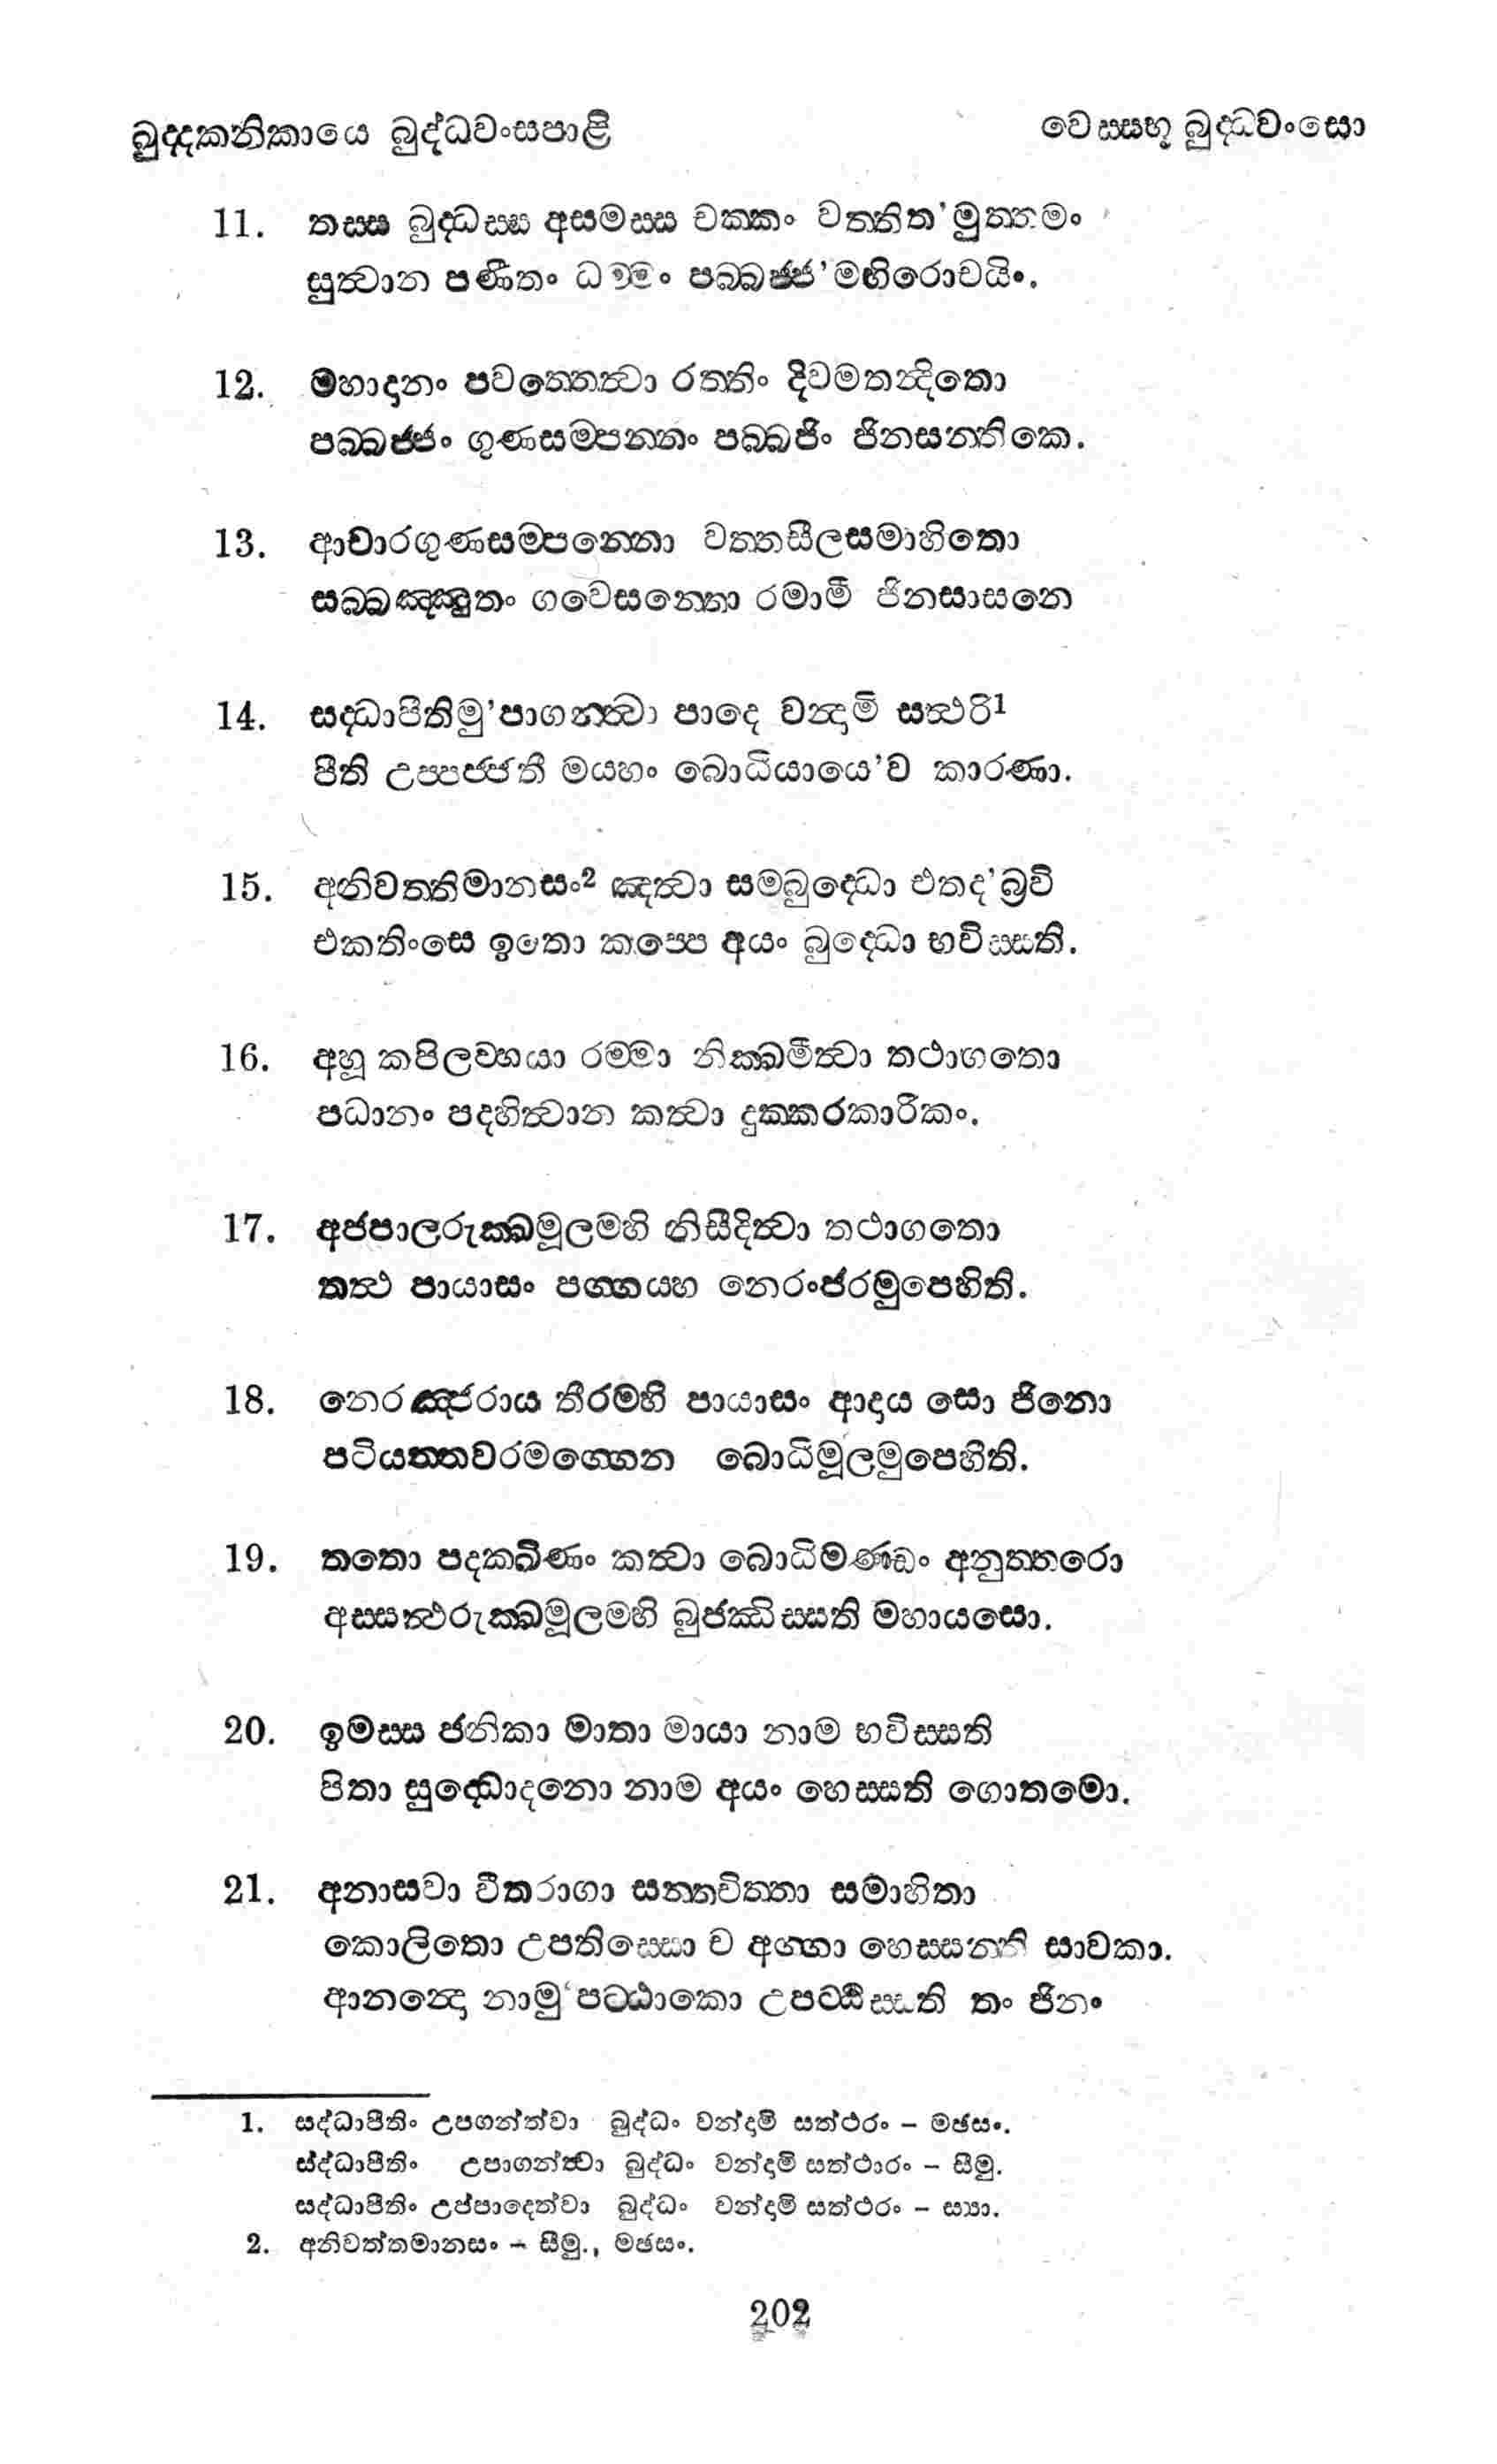 ඛුද්දකනිකායෙ බුද්ධවංසපාළි
වෙස්සභූ බුද්ධවංසො
11. තස්ස බුද්ධස්ස අසමස්ස චක්කං වත්තිත'මුත්තමං
සුත්වාන පණීතං ධම්මං පබ්බජ්ජ'මභිරොචයිං.
12. මහාදානං පවත්තෙත්වා රත්තිං දිවමතන්දිතො
පබ්බජ්ජං ගුණසම්පන්නං පබ්බජිං ජිනසන්තිකෙ.
13. ආචාරගුණසම්පන්නො වත්තසීලසමාහිතො
සබ්බඤ්ඤුතං ගවෙසන්තො රමාමී ජිනසාසනෙ
14. සද්ධාපීතිමු'පාගන්ත්වා පාදෙ වන්දාමි සත්ථරි¹
පීති උප්පජ්ජතී මය්හං බොධියායෙ'ව කාරණා.
15. අනිවත්තිමානසං² ඤත්වා සම්බුද්ධො එතද'බ්‍රවි
එකතිංසෙ ඉතො කප්පෙ අයං බුද්ධො භවිස්සති.
16. අහූ කපිලව්හයා රම්මා නික්ඛමිත්වා තථාගතො
පධානං පදහිත්වාන කත්වා දුක්කරකාරිකං.
17. අජපාලරුක්ඛමූලම්හි නිසීදිත්වා තථාගතො
තත්ථ පායාසං පග්ගය්හ නෙරංජරමුපෙහිති.
18. නෙරඤ්ජරාය තීරම්හි පායාසං ආදාය සො ජිනො
පටියත්තවරමග්ගෙන බොධිමූලමුපෙහිති.
19. තතො පදක්ඛිණං කත්වා බොධිමණ්ඩං අනුත්තරො
අස්සත්ථරුක්ඛමූලම්හි බුජ්ඣිස්සති මහායසො.
20. ඉමස්ස ජනිකා මාතා මායා නාම භවිස්සති
පිතා සුද්ධොදනො නාම අයං හෙස්සති ගොතමො.
21. අනාසවා වීතරාගා සන්තචිත්තා සමාහිතා
කොලිතො උපතිස්සො ච අග්ගා හෙස්සන්ති සාවකා.
ආනන්දො නාමු'පට්ඨාකො උපට්ඨිස්සති තං ජිනං
1. සද්ධාපීතිං උපගන්ත්වා බුද්ධං වන්දාමි සත්ථරං – මඡසං.
ස්ද්ධාපීතිං උපාගන්ත්වා බුද්ධං වන්දාමි සත්ථාරං – සීමු.
සද්ධාපීතිං උප්පාදෙත්වා බුද්ධං වන්දාමි සත්ථරං – ස්‍යා.
2. අනිවත්තමානසං – සීමු., මඡසං.
202